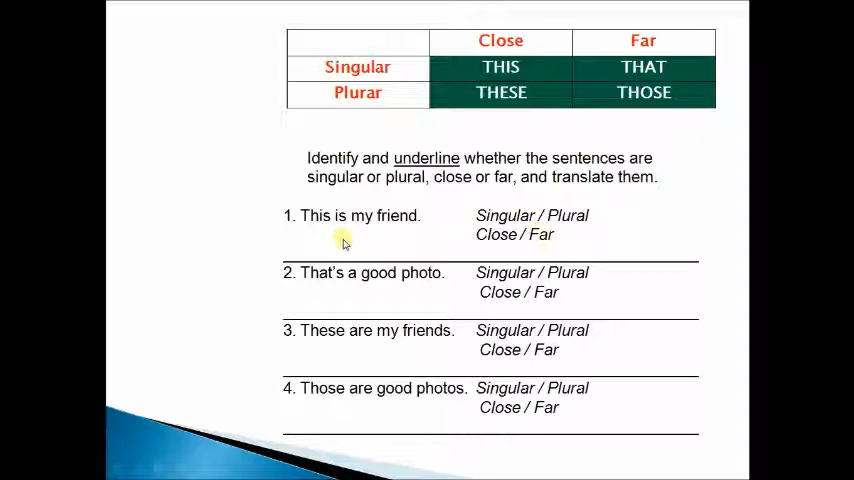 Close Far
Singular THIS THAT
Plurar THESE THOSE
Identify and underline whether the sentences are
singular or plural, close or far, and translate them.
1. This is my friend. Singular / Plural
Close / Far
2. That's a good photo. Singular / Plural
Close / Far
3. These are my friends. Singular / Plural
Close / Far
4. Those are good photos. Singular / Plural
Close / Far